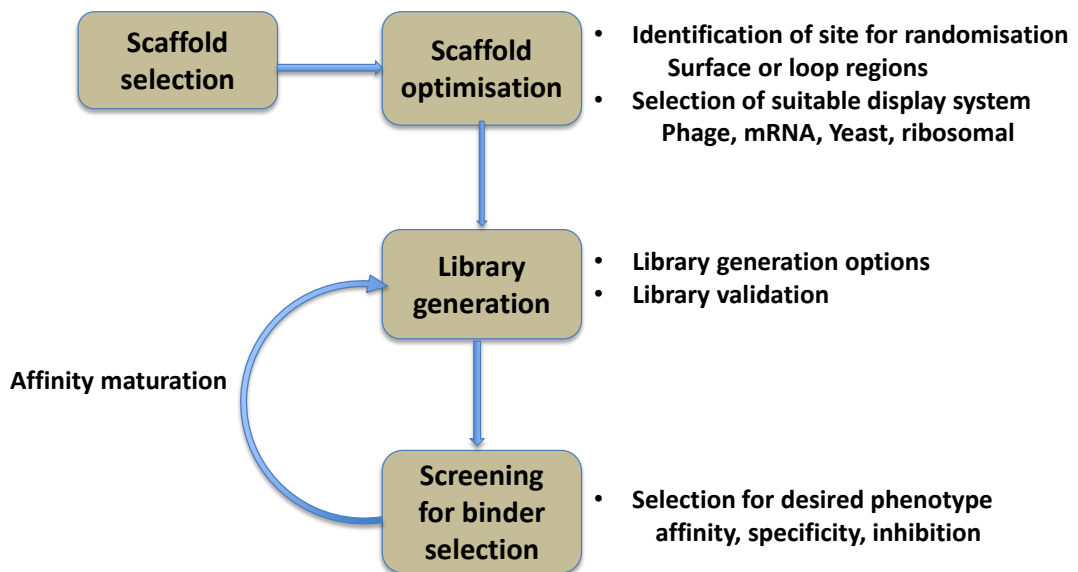 Scaffold
selection
Scaffold
optimisation
• Identification of site for randomisation
Surface or loop regions
• Selection of suitable display system
Phage, mRNA, Yeast, ribosomal
Library
generation
• Library generation options
• Library validation
Affinity maturation
Screening
for binder
selection
• Selection for desired phenotype
affinity, specificity, inhibition